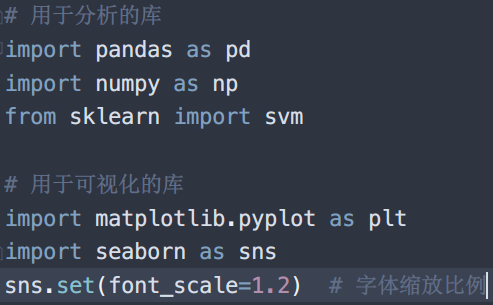 # 用于分析的库
import pandas as pd
import numpy as np
from sklearn import svm
# 用于可视化的库
import matplotlib.pyplot as plt
import seaborn as sns
sns.set(font_scale=1.2)  # 字体缩放比例